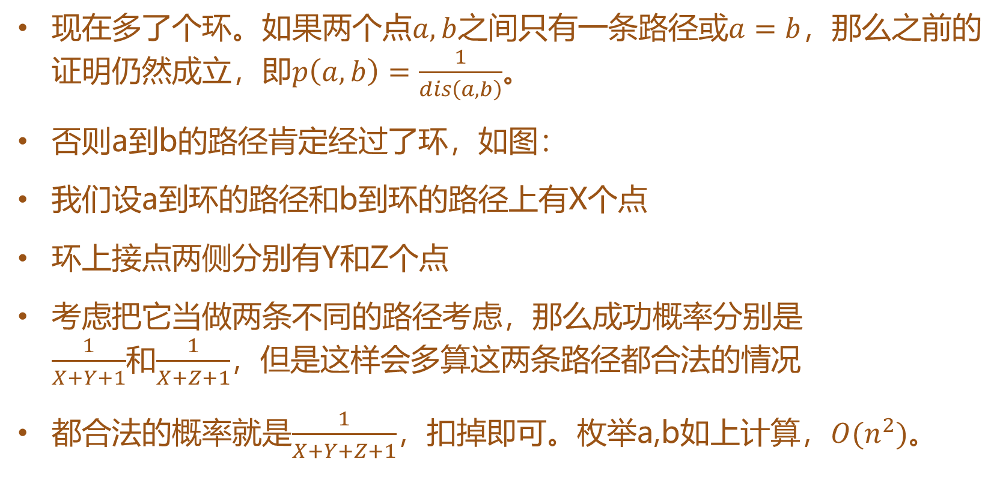 • 现在多了个环。如果两个点a, b之间只有一条路径或a = b，那么之前的
证明仍然成立，即p(a, b) = 1/dis(a,b)。
• 否则a到b的路径肯定经过了环，如图：
• 我们设a到环的路径和b到环的路径上有X个点
• 环上接点两侧分别有Y和Z个点
• 考虑把它当做两条不同的路径考虑，那么成功概率分别是
1/X+Y+1和1/X+Z+1，但是这样会多算这两条路径都合法的情况
• 都合法的概率就是1/X+Y+Z+1，扣掉即可。枚举a,b如上计算，O(n²)。